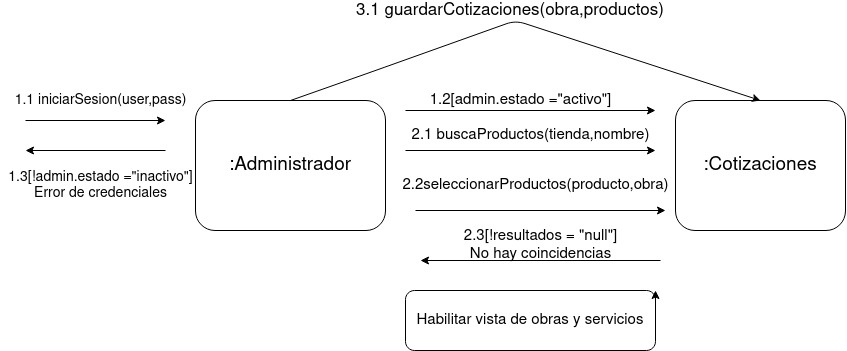 3.1 guardarCotizaciones(obra,productos)
1.1 iniciarSesion(user,pass)
1.2[admin.estado ="activo"]
2.1 buscaProductos(tienda,nombre)
:Administrador
:Cotizaciones
1.3[!admin.estado ="inactivo"]
Error de credenciales
2.2seleccionarProductos(producto,obra)
2.3[!resultados = "null"]
No hay coincidencias
Habilitar vista de obras y servicios